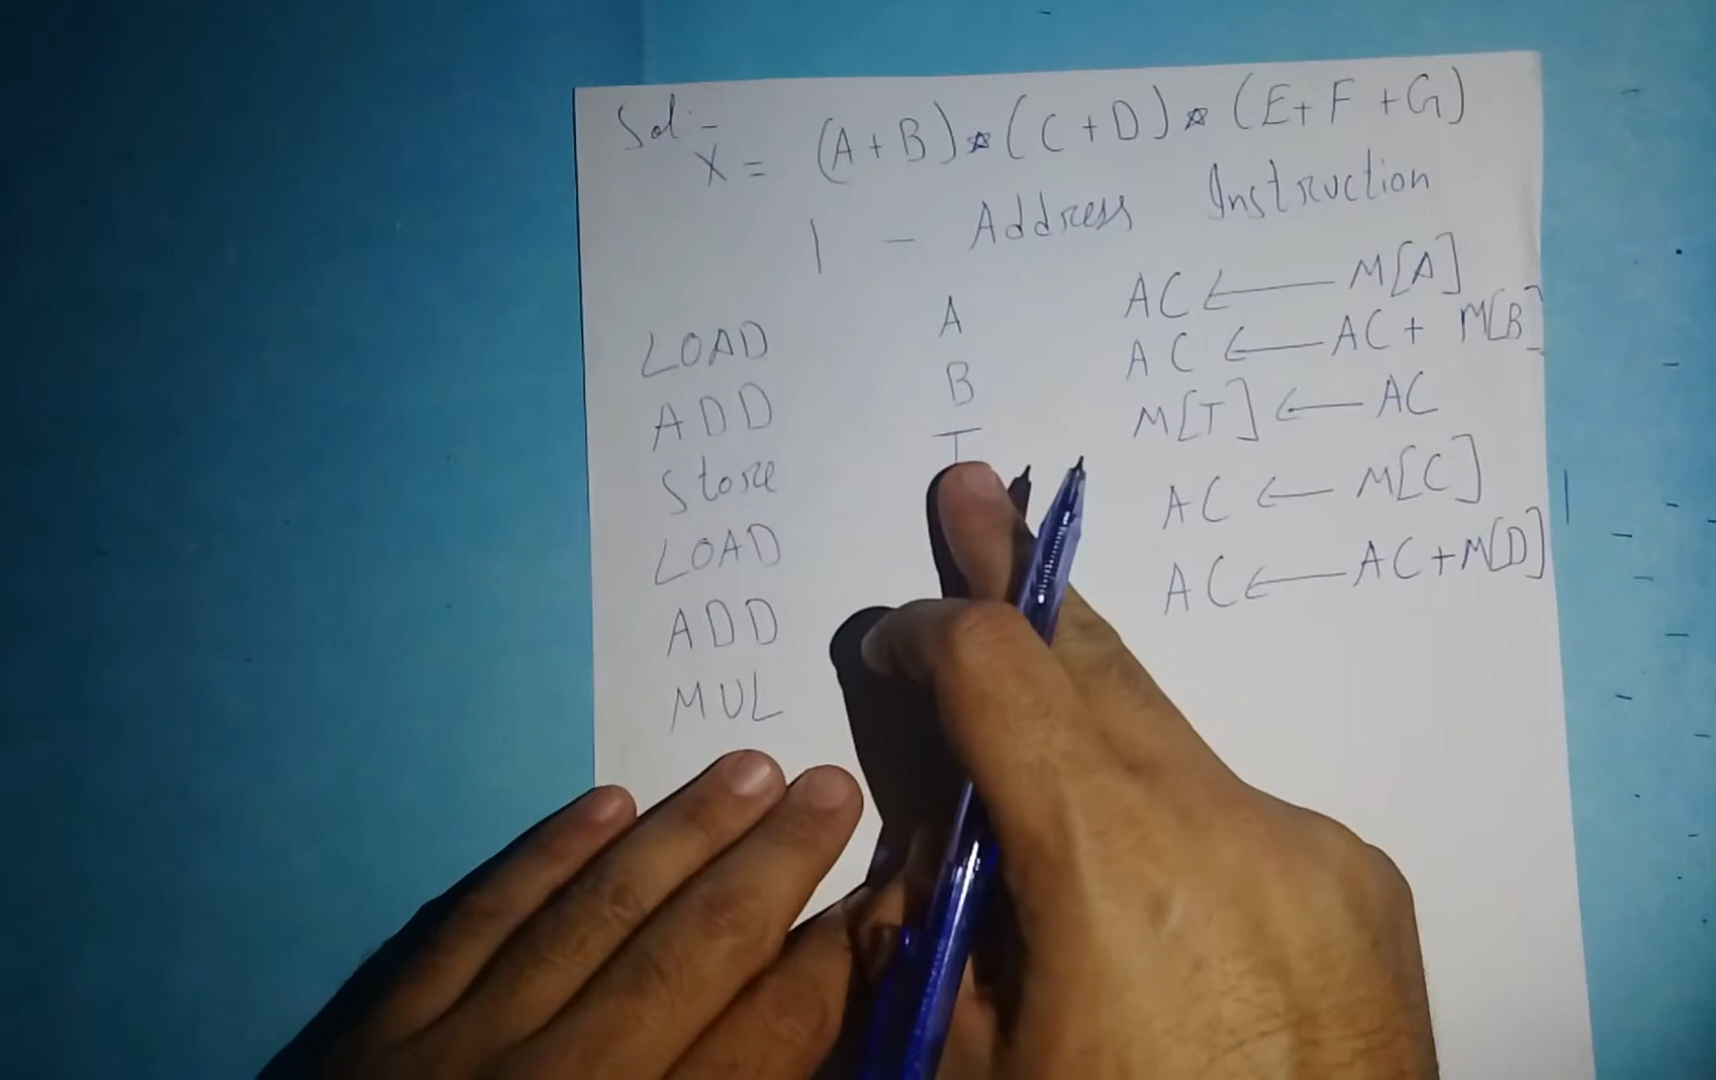 Sol:-
X = (A+B) * (C+D) * (E+F+G)
1 - Address Instruction
LOAD A AC ← M[A]
ADD B AC ← AC + M[B]
Store T M[T] ← AC
LOAD AC ← M[C]
ADD AC ← AC+M[D]
MUL